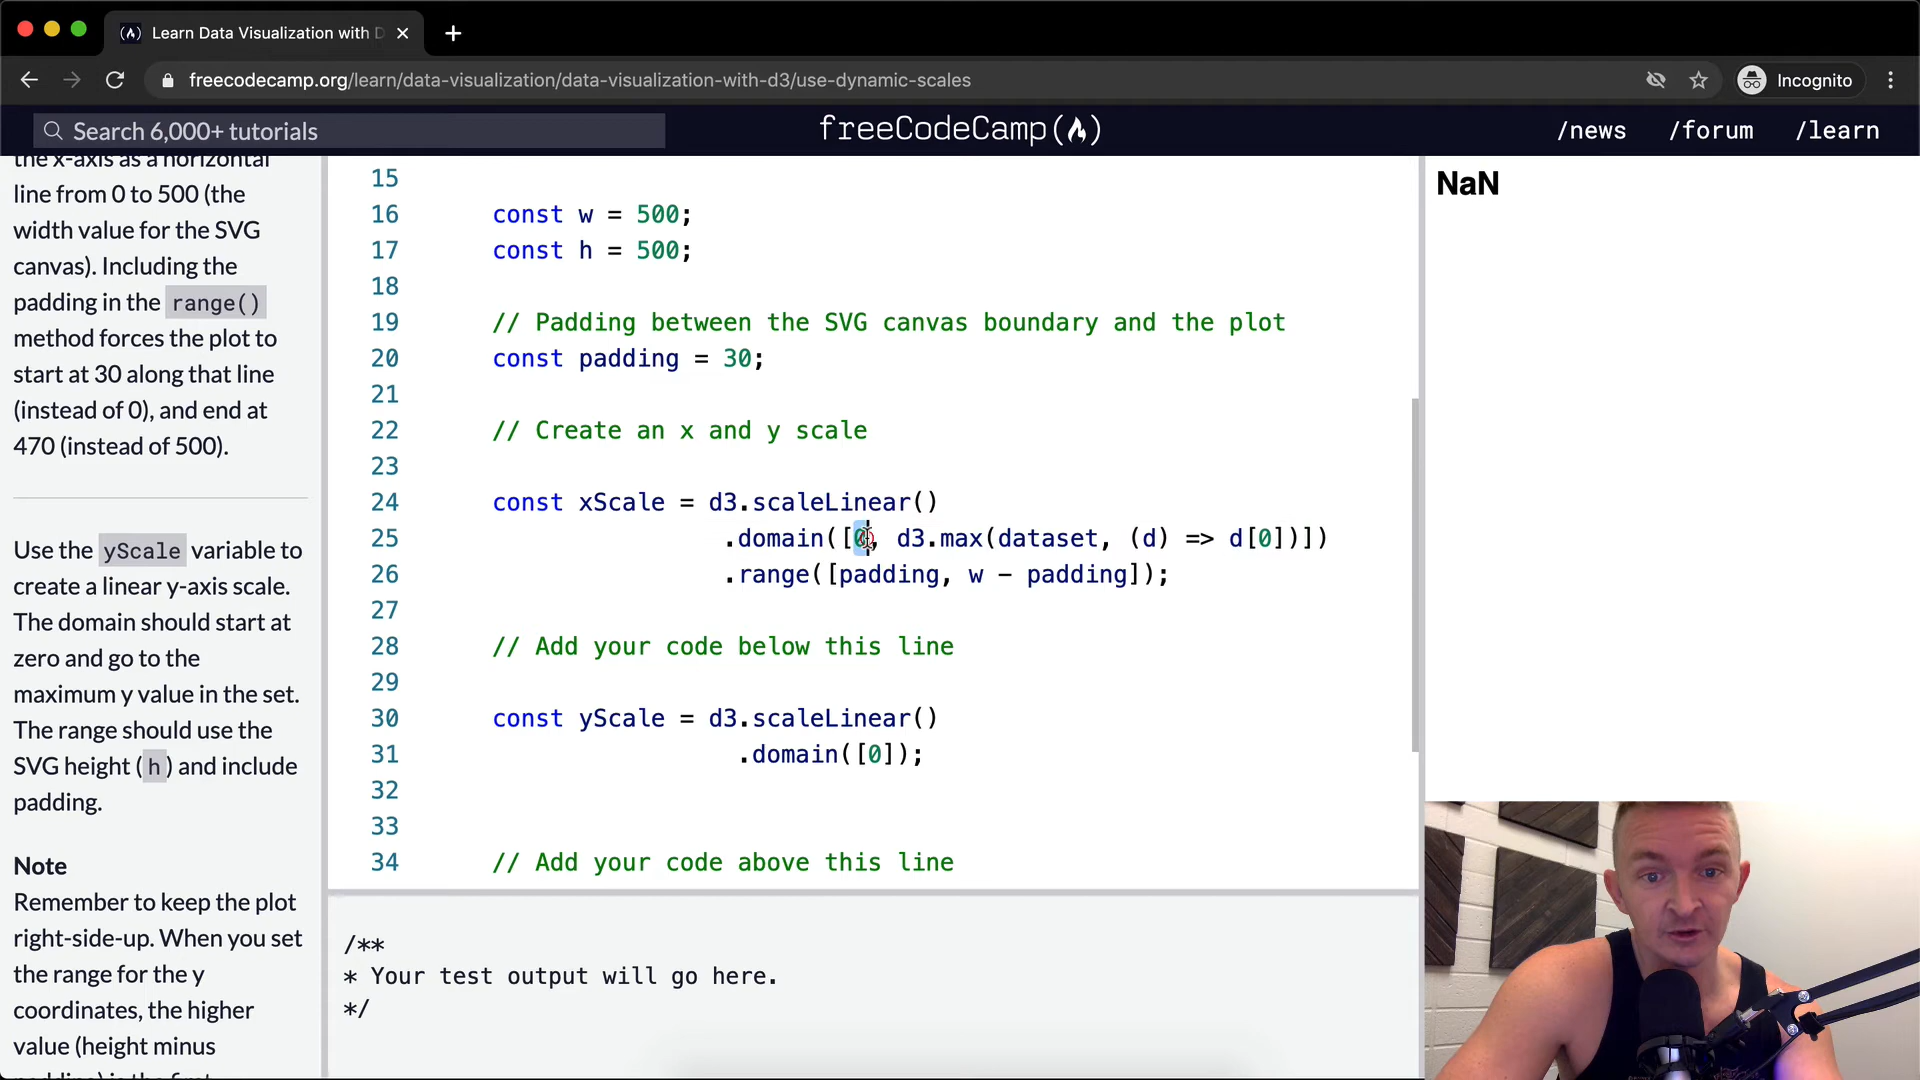 Learn Data Visualization with D
freecodecamp.org/learn/data-visualization/data-visualization-with-d3/use-dynamic-scales
Incognito
Search 6,000+ tutorials
freeCodeCamp
/news
/forum
/learn
the x-axis as a horizontal
line from 0 to 500 (the
width value for the SVG
canvas). Including the
padding in the range()
method forces the plot to
start at 30 along that line
(instead of 0), and end at
470 (instead of 500).
Use the yScale variable to
create a linear y-axis scale.
The domain should start at
zero and go to the
maximum y value in the set.
The range should use the
SVG height (h) and include
padding.
Note
Remember to keep the plot
right-side-up. When you set
the range for the y
coordinates, the higher
value (height minus
padding) is the first
15
16 const w = 500;
17 const h = 500;
18
19 // Padding between the SVG canvas boundary and the plot
20 const padding = 30;
21
22 // Create an x and y scale
23
24 const xScale = d3.scaleLinear()
25 .domain([0, d3.max(dataset, (d) => d[0])])
26 .range([padding, w - padding]);
27
28 // Add your code below this line
29
30 const yScale = d3.scaleLinear()
31 .domain([0]);
32
33
34 // Add your code above this line
/**
* Your test output will go here.
*/
NaN